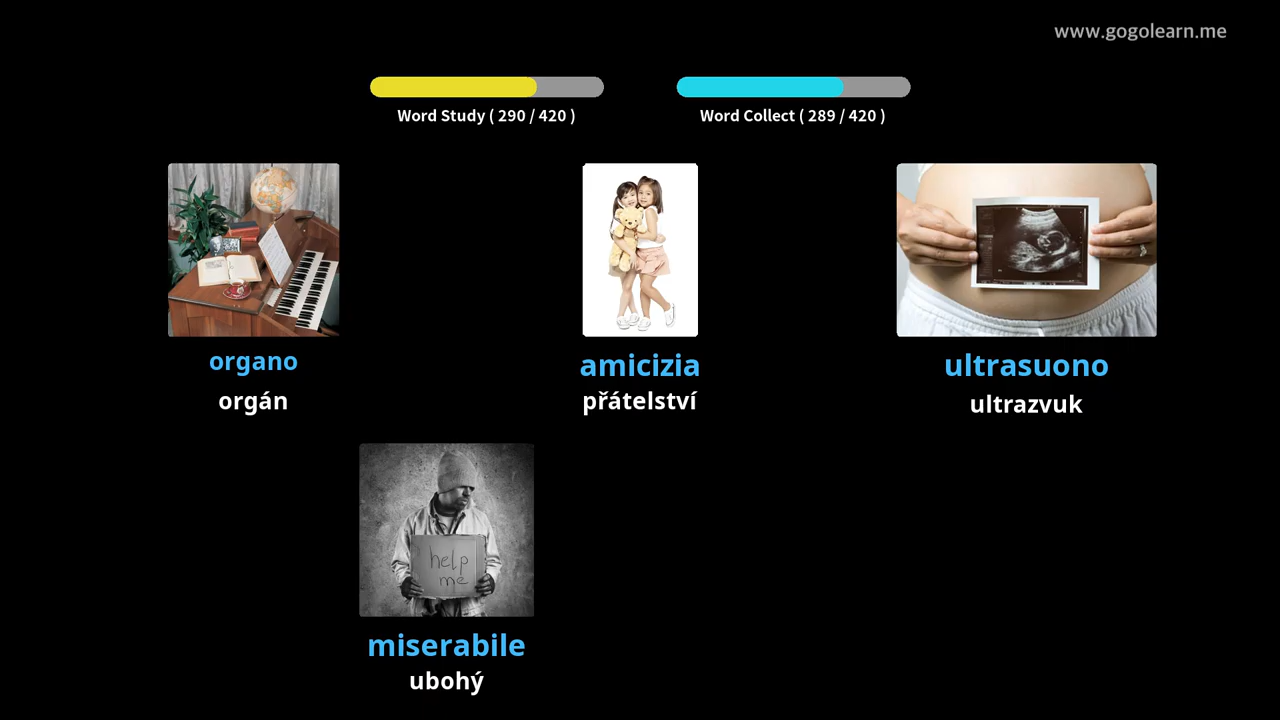 www.gogolearn.me
Word Study ( 290 / 420 )
Word Collect ( 289 / 420 )
organo
orgán
amicizia
přátelství
ultrasuono
ultrazvuk
help
me
miserabile
ubohý